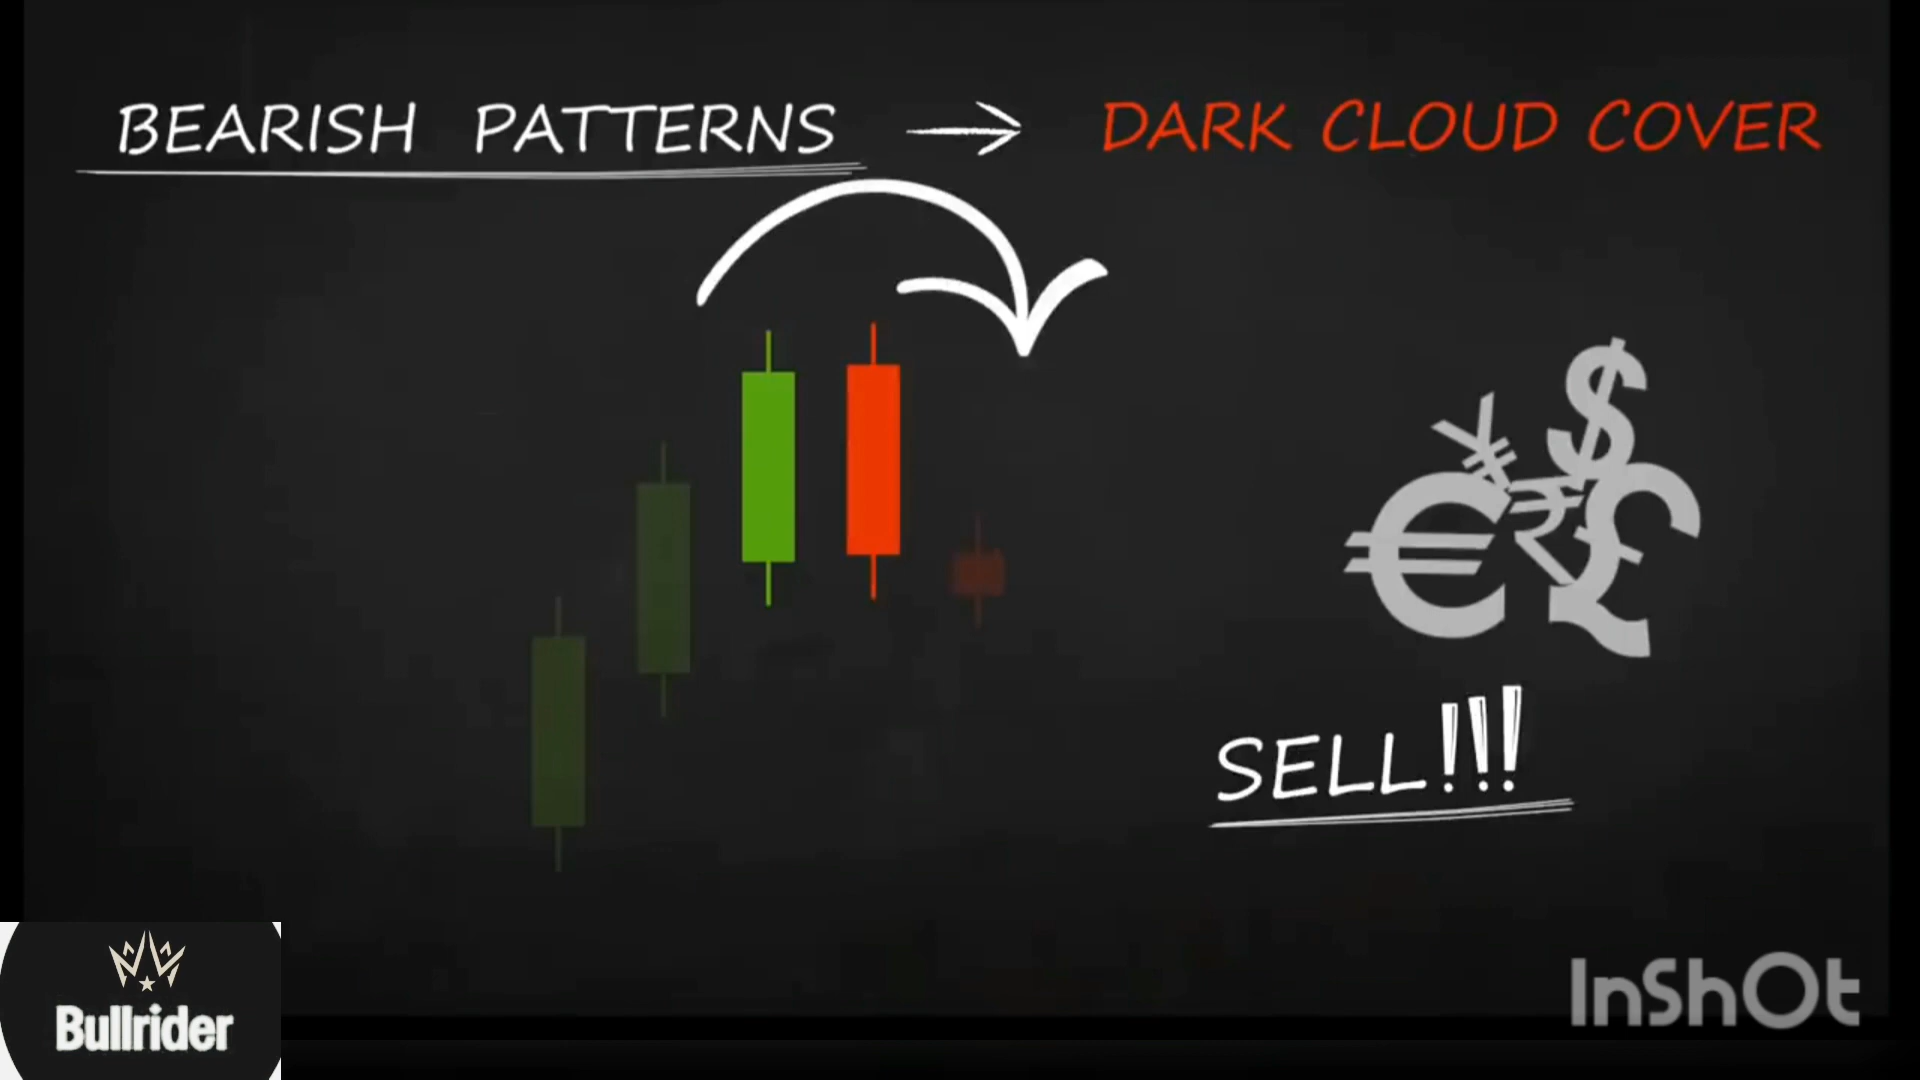 BEARISH PATTERNS → DARK CLOUD COVER
¥ $
€ ₹ £
SELL!!!
Bullrider
InShOt